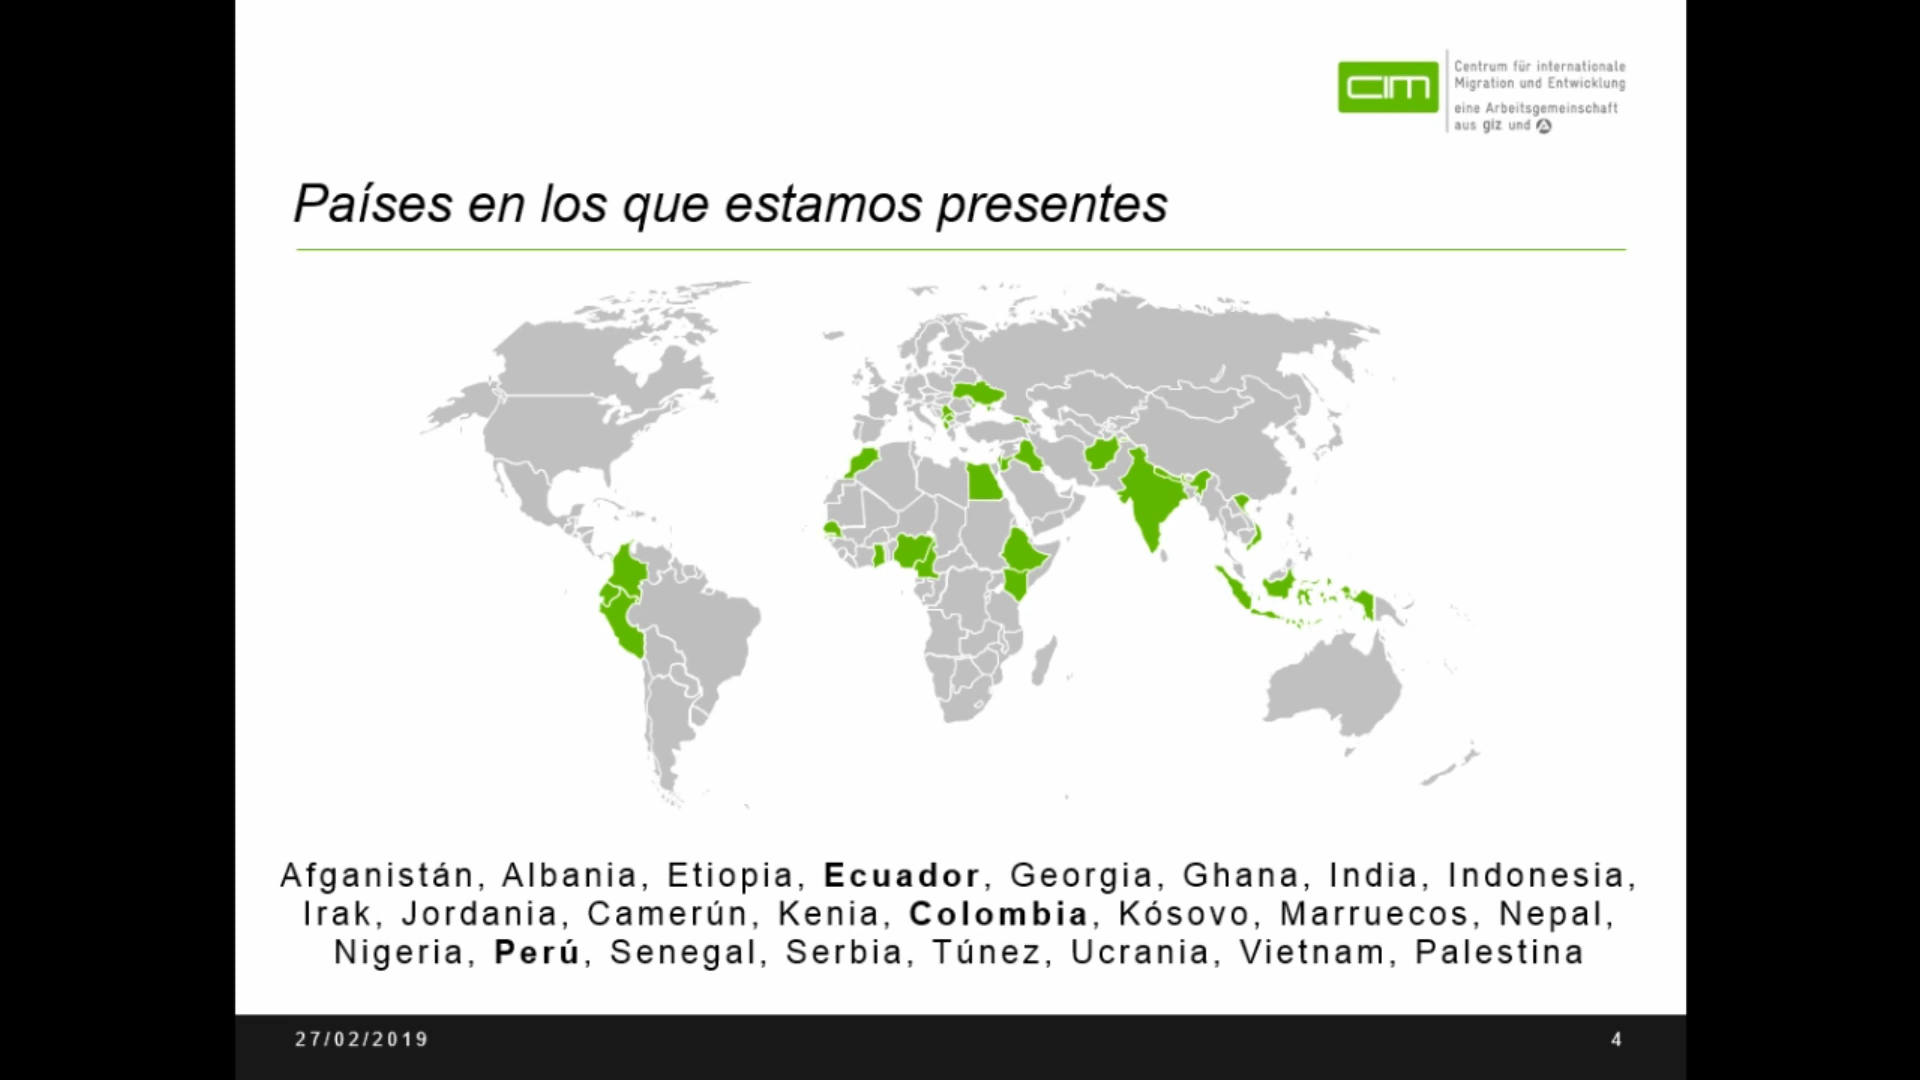 cim
Centrum für internationale
Migration und Entwicklung
eine Arbeitsgemeinschaft
aus giz und
Países en los que estamos presentes
Afganistán, Albania, Etiopia, Ecuador, Georgia, Ghana, India, Indonesia,
Irak, Jordania, Camerún, Kenia, Colombia, Kósovo, Marruecos, Nepal,
Nigeria, Perú, Senegal, Serbia, Túnez, Ucrania, Vietnam, Palestina
27/02/2019
4